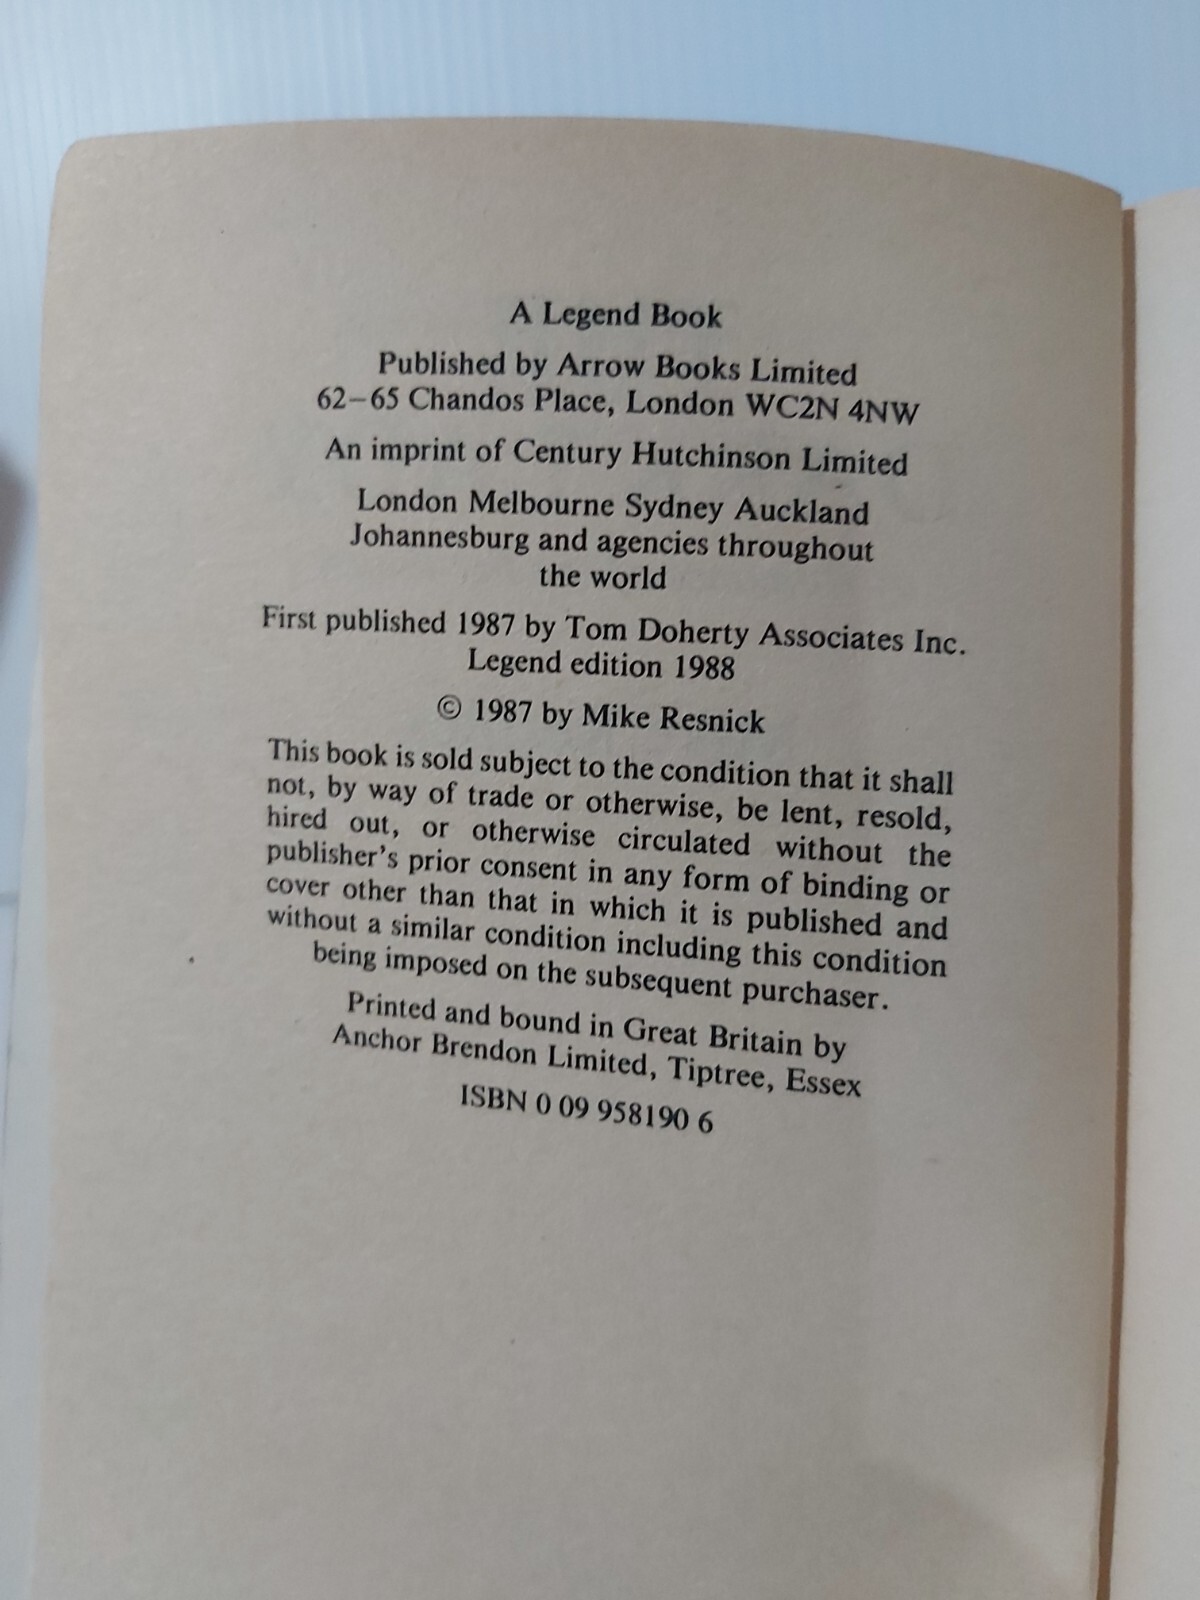 A Legend Book
Published by Arrow Books Limited
62–65 Chandos Place, London WC2N 4NW
An imprint of Century Hutchinson Limited
London Melbourne Sydney Auckland
Johannesburg and agencies throughout
the world
First published 1987 by Tom Doherty Associates Inc.
Legend edition 1988
© 1987 by Mike Resnick
This book is sold subject to the condition that it shall
not, by way of trade or otherwise, be lent, resold,
hired out, or otherwise circulated without the
publisher's prior consent in any form of binding or
cover other than that in which it is published and
without a similar condition including this condition
being imposed on the subsequent purchaser.
Printed and bound in Great Britain by
Anchor Brendon Limited, Tiptree, Essex
ISBN 0 09 958190 6